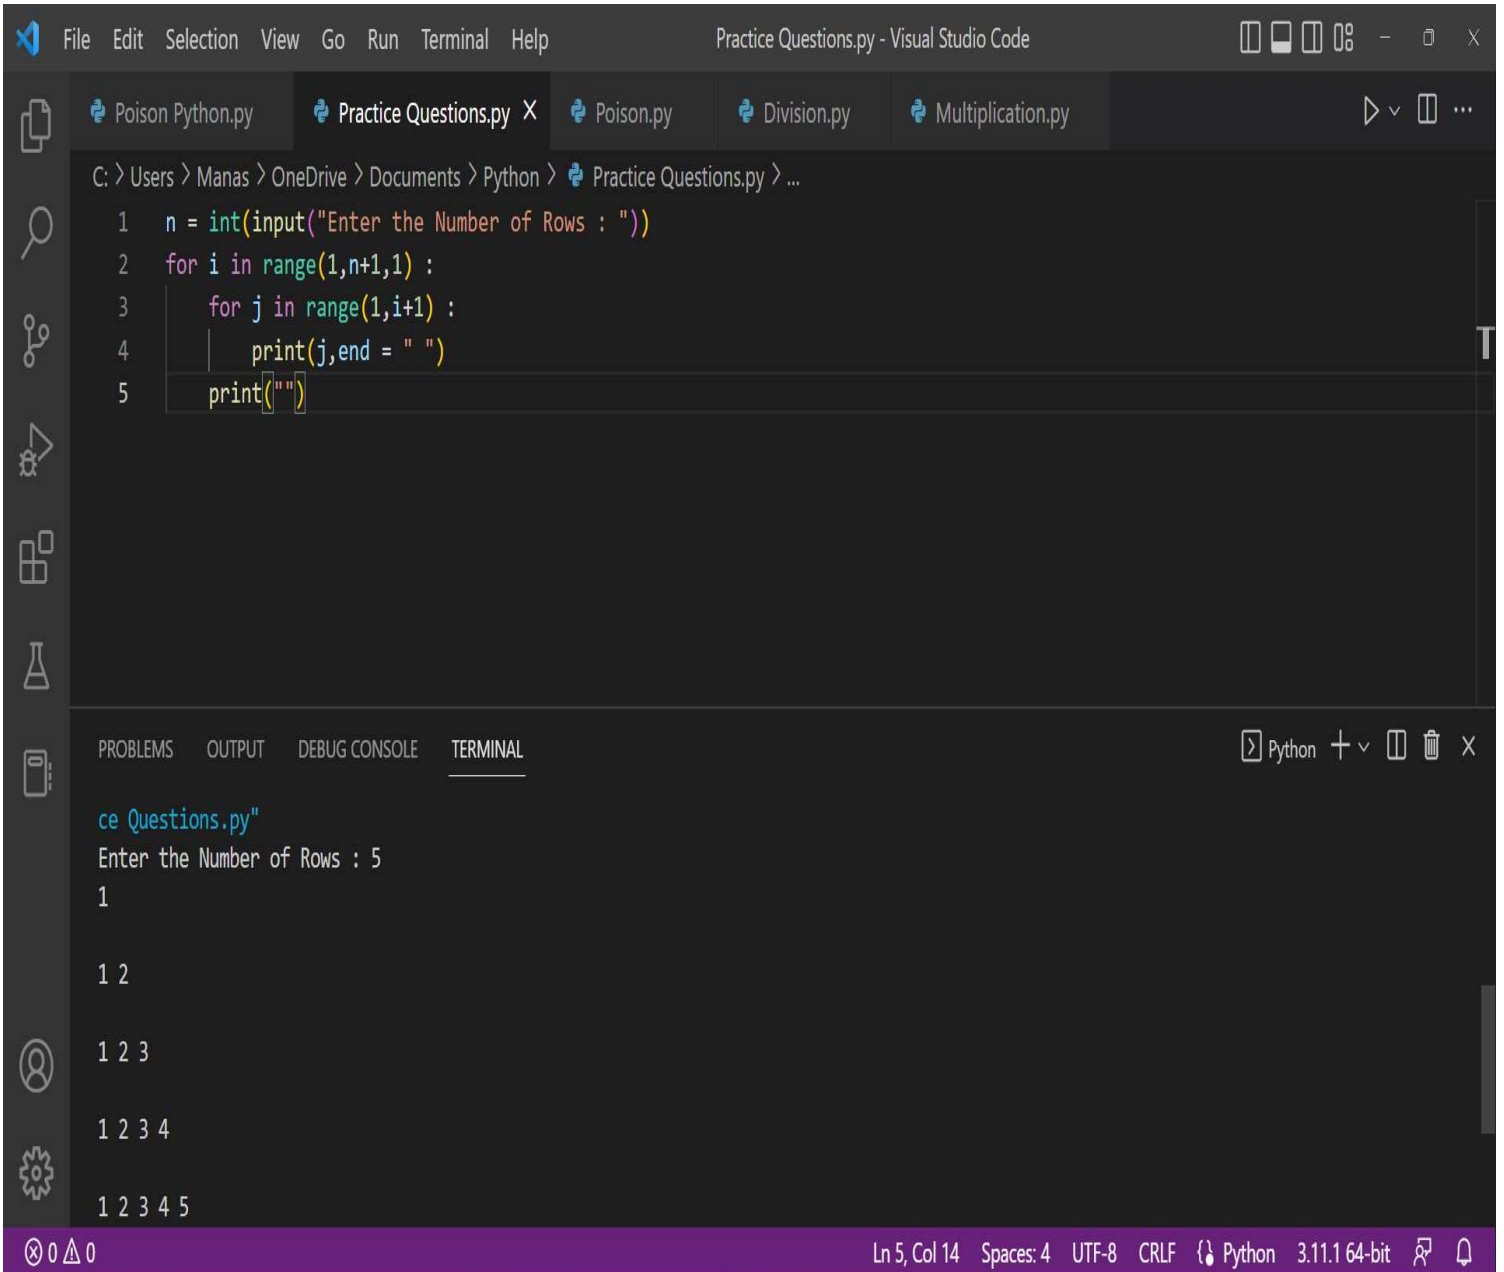 File Edit Selection View Go Run Terminal Help Practice Questions.py - Visual Studio Code
Poison Python.py Practice Questions.py X Poison.py Division.py Multiplication.py
C: > Users > Manas > OneDrive > Documents > Python > Practice Questions.py > ...
1 n = int(input("Enter the Number of Rows : "))
2 for i in range(1,n+1,1) :
3 for j in range(1,i+1) :
4 print(j,end = " ")
5 print("")
T
PROBLEMS OUTPUT DEBUG CONSOLE TERMINAL Python
ce Questions.py"
Enter the Number of Rows : 5
1
1 2
1 2 3
1 2 3 4
1 2 3 4 5
0 0 Ln 5, Col 14 Spaces: 4 UTF-8 CRLF Python 3.11.1 64-bit